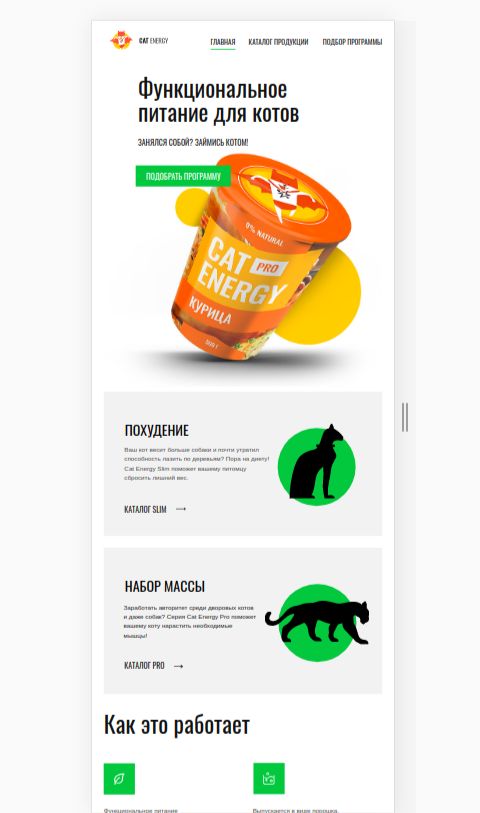 CAT ENERGY
ГЛАВНАЯ КАТАЛОГ ПРОДУКЦИИ ПОДБОР ПРОГРАММЫ
Функциональное
питание для котов
ЗАНЯЛСЯ СОБОЙ? ЗАЙМИСЬ КОТОМ!
ПОДОБРАТЬ ПРОГРАММУ
0% NATURAL
CAT PRO
ENERGY
КУРИЦА
ПОХУДЕНИЕ
Ваш кот весит больше собаки и почти утратил
способность лазить по деревьям? Пора на диету!
Cat Energy Slim поможет вашему питомцу
сбросить лишний вес.
КАТАЛОГ SLIM
НАБОР МАССЫ
Заработать авторитет среди дворовых котов
и даже собак? Серия Cat Energy Pro поможет
вашему коту нарастить необходимые
мышцы!
КАТАЛОГ PRO
Как это работает
Функциональное питание
Выпускается в виде порошка,